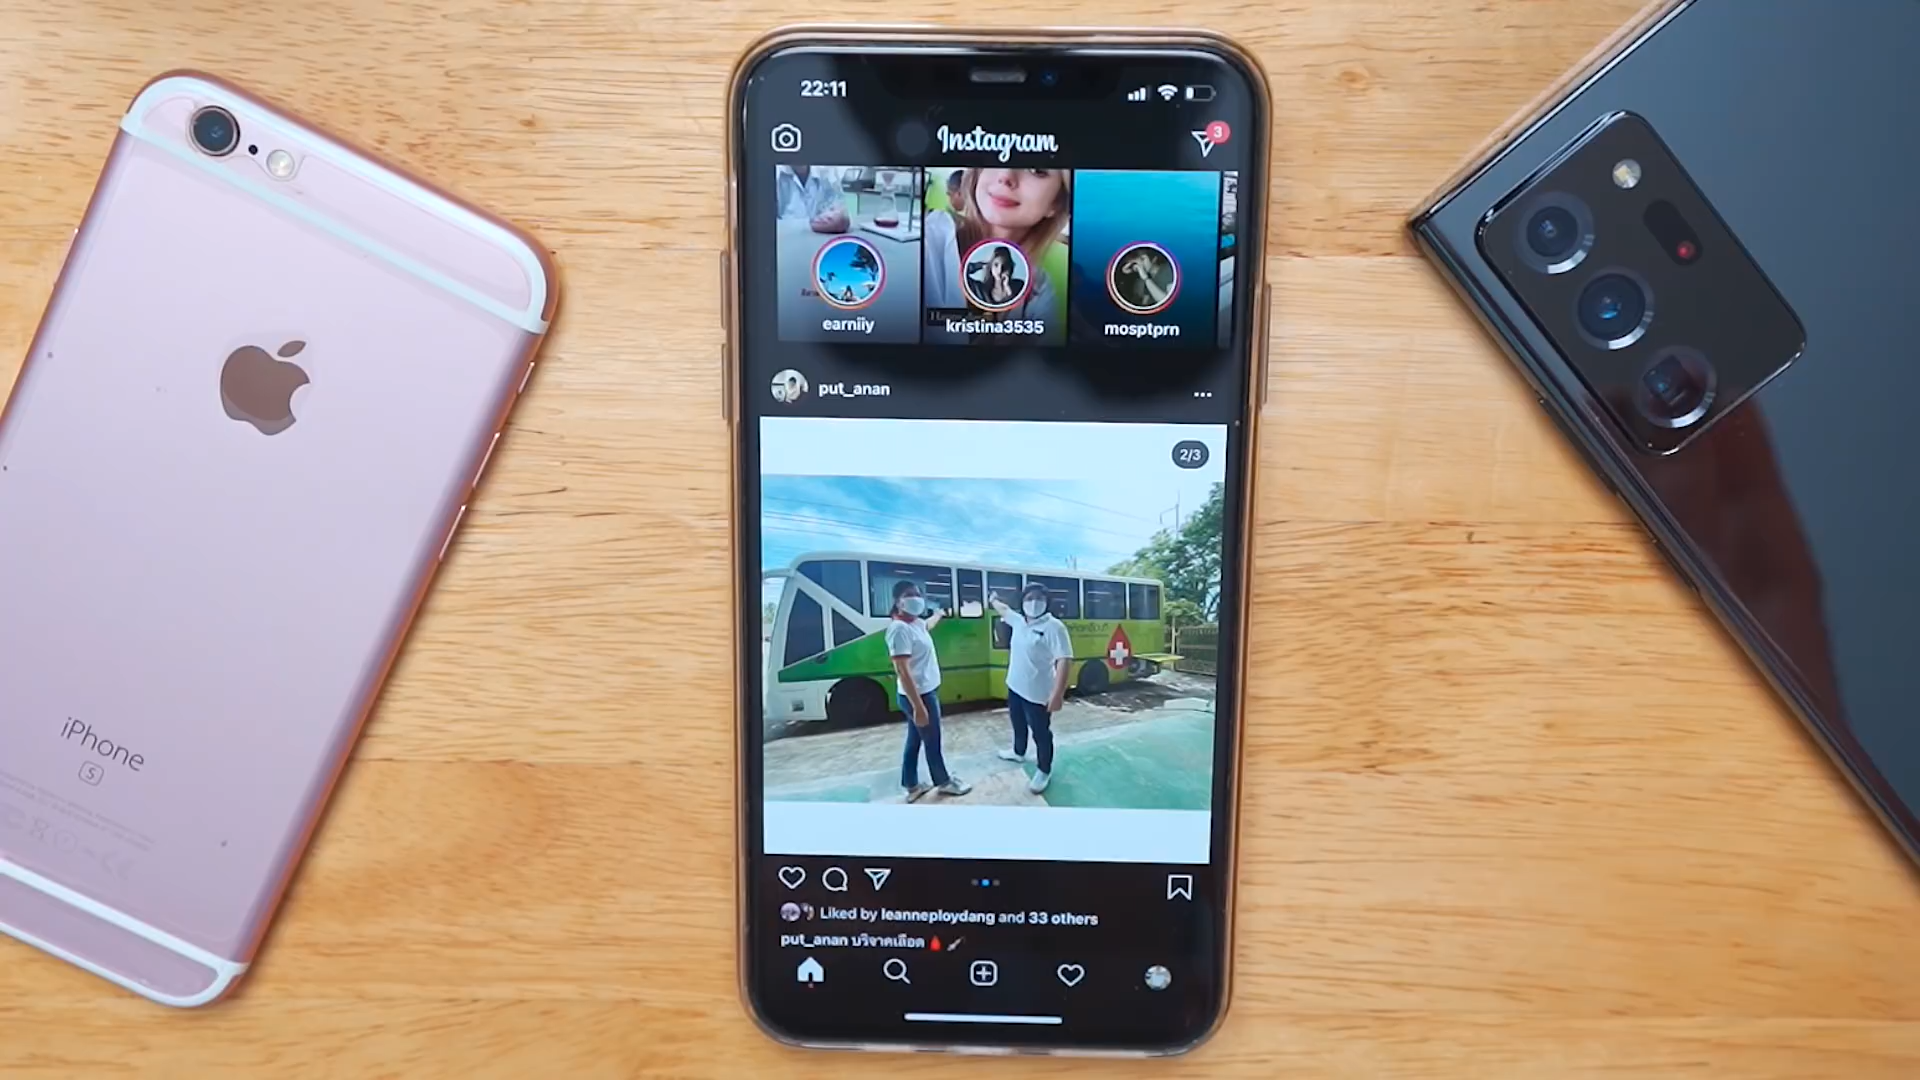 22:11
Instagram
3
earniiy
kristina3535
mosptprn
put_anan
2/3
Liked by leanneploydang and 33 others
put_anan บริจาคเลือด
iPhone
S